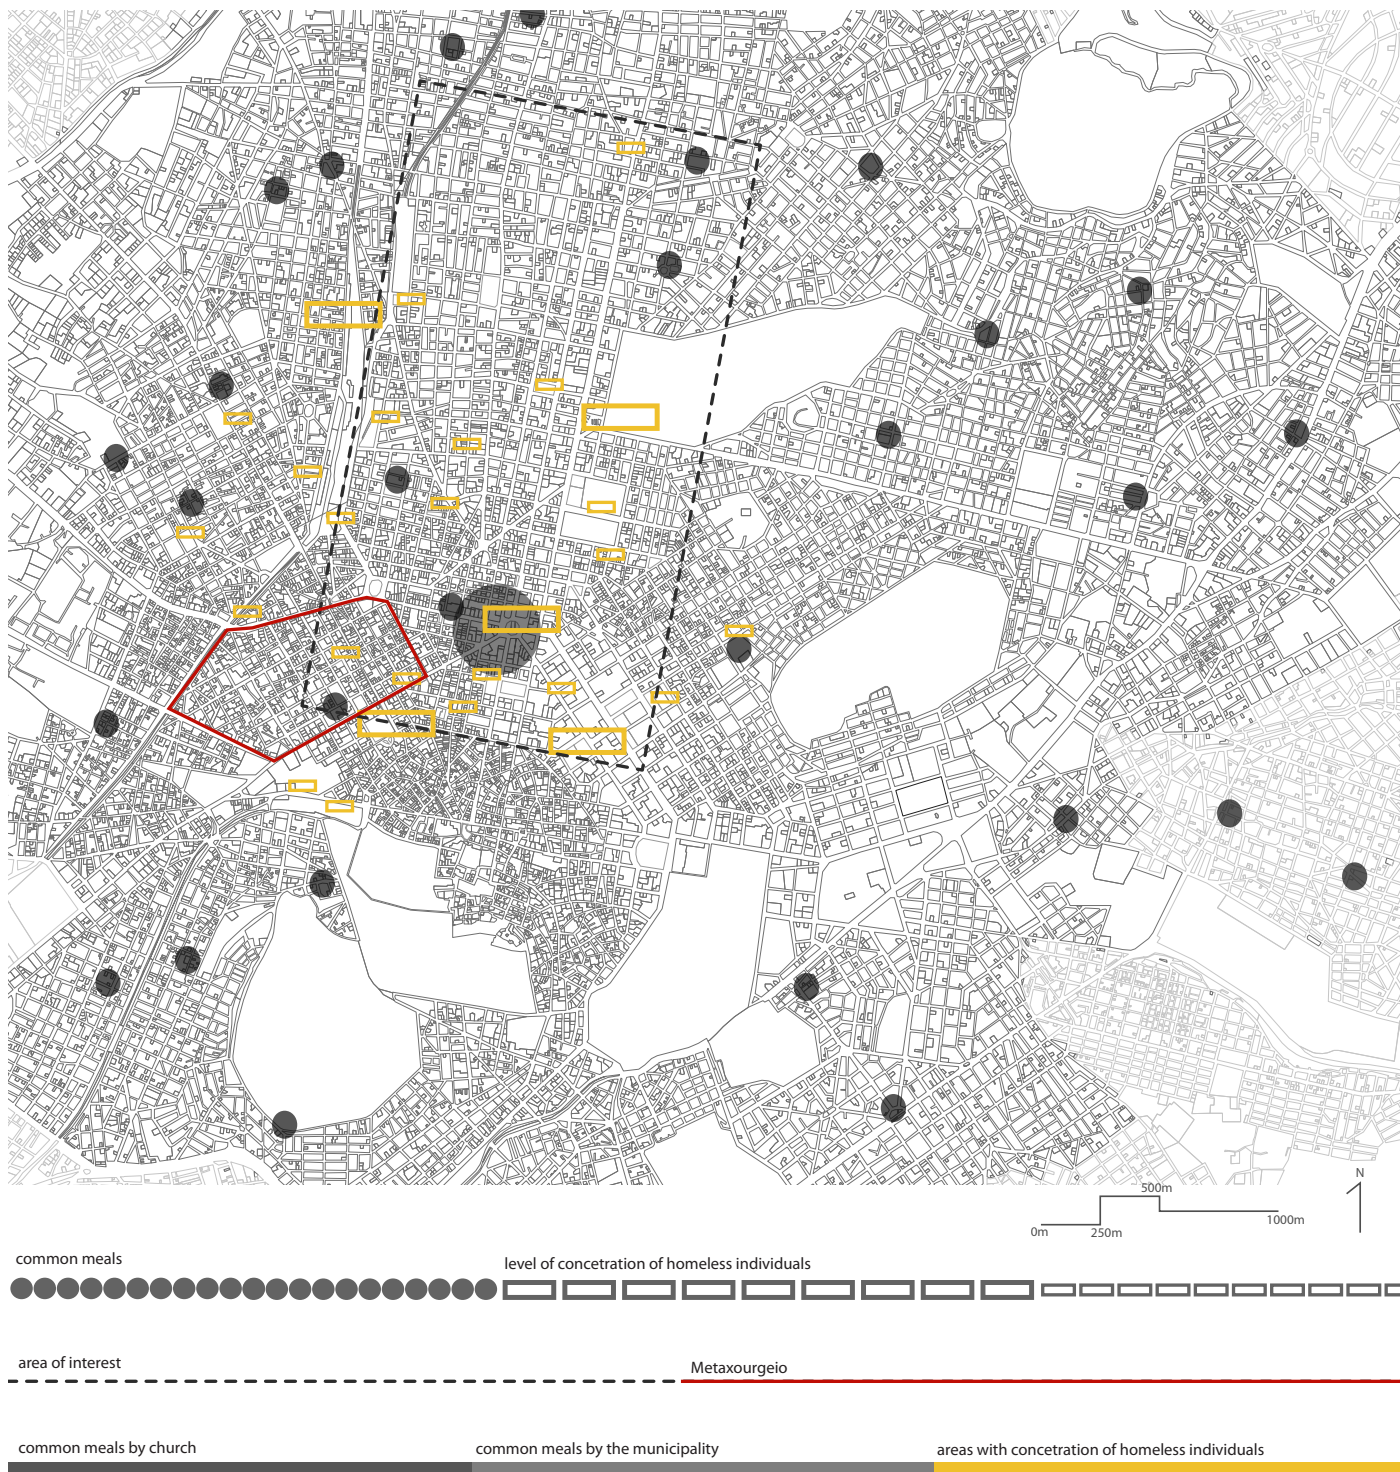 N
500m
0m
250m
1000m
common meals
level of concetration of homeless individuals
area of interest
Metaxourgeio
common meals by church
common meals by the municipality
areas with concetration of homeless individuals